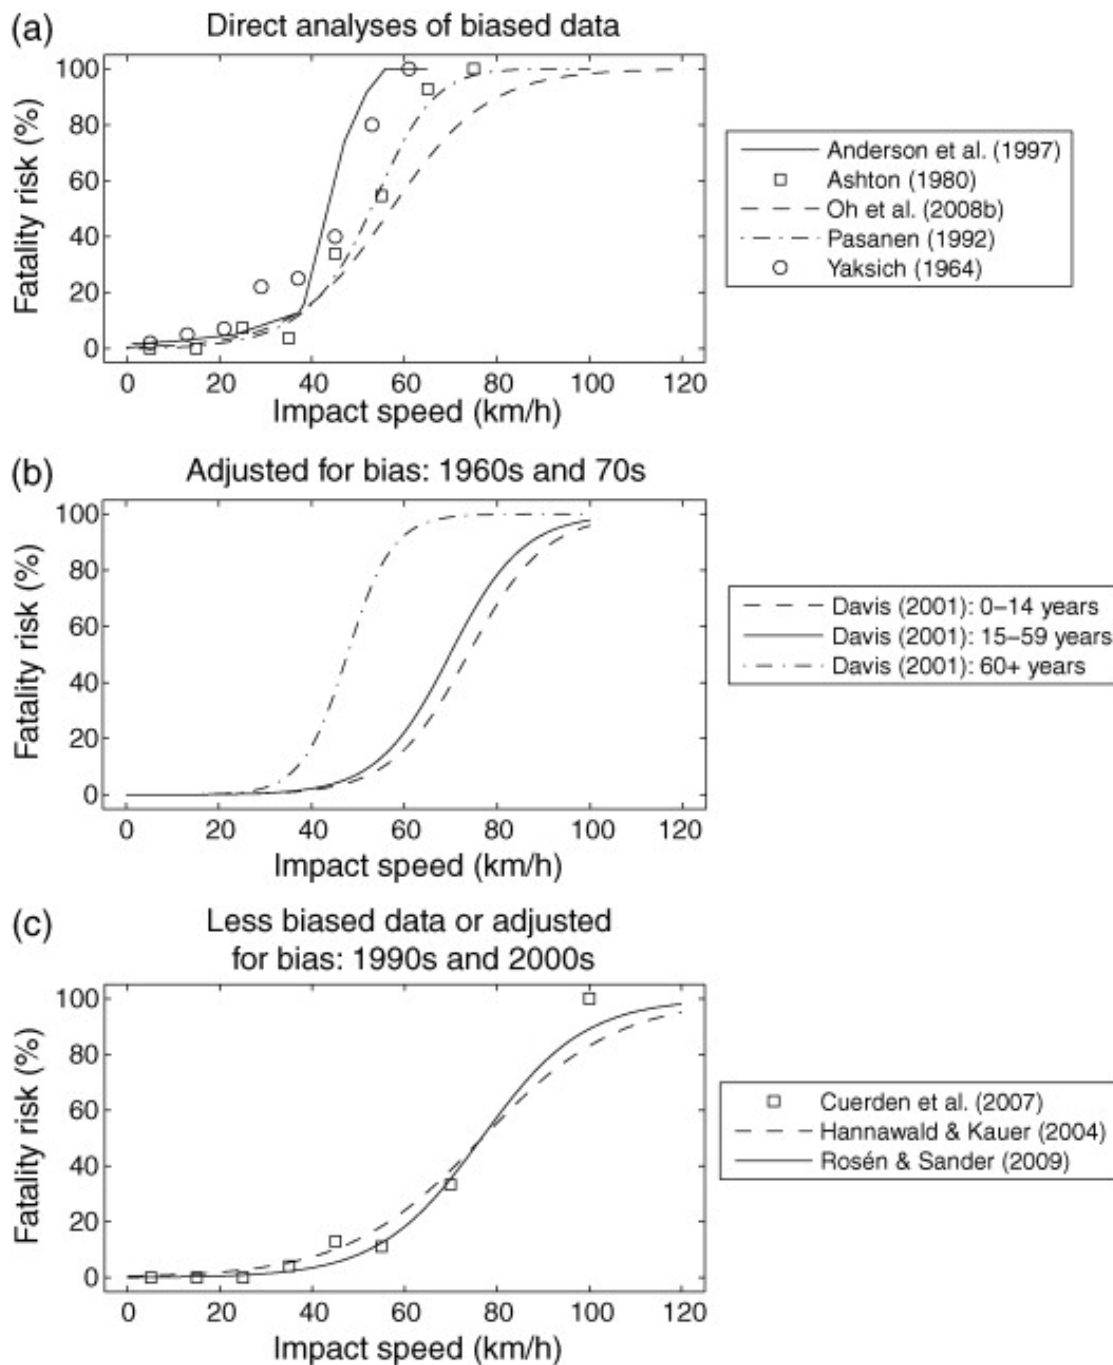 (a)
Direct analyses of biased data
Fatality risk (%)
100
80
60
40
20
0
0 20 40 60 80 100 120
Impact speed (km/h)
Anderson et al. (1997)
Ashton (1980)
Oh et al. (2008b)
Pasanen (1992)
Yaksich (1964)
(b)
Adjusted for bias: 1960s and 70s
Fatality risk (%)
100
80
60
40
20
0
0 20 40 60 80 100 120
Impact speed (km/h)
Davis (2001): 0–14 years
Davis (2001): 15–59 years
Davis (2001): 60+ years
(c)
Less biased data or adjusted
for bias: 1990s and 2000s
Fatality risk (%)
100
80
60
40
20
0
0 20 40 60 80 100 120
Impact speed (km/h)
Cuerden et al. (2007)
Hannawald & Kauer (2004)
Rosén & Sander (2009)